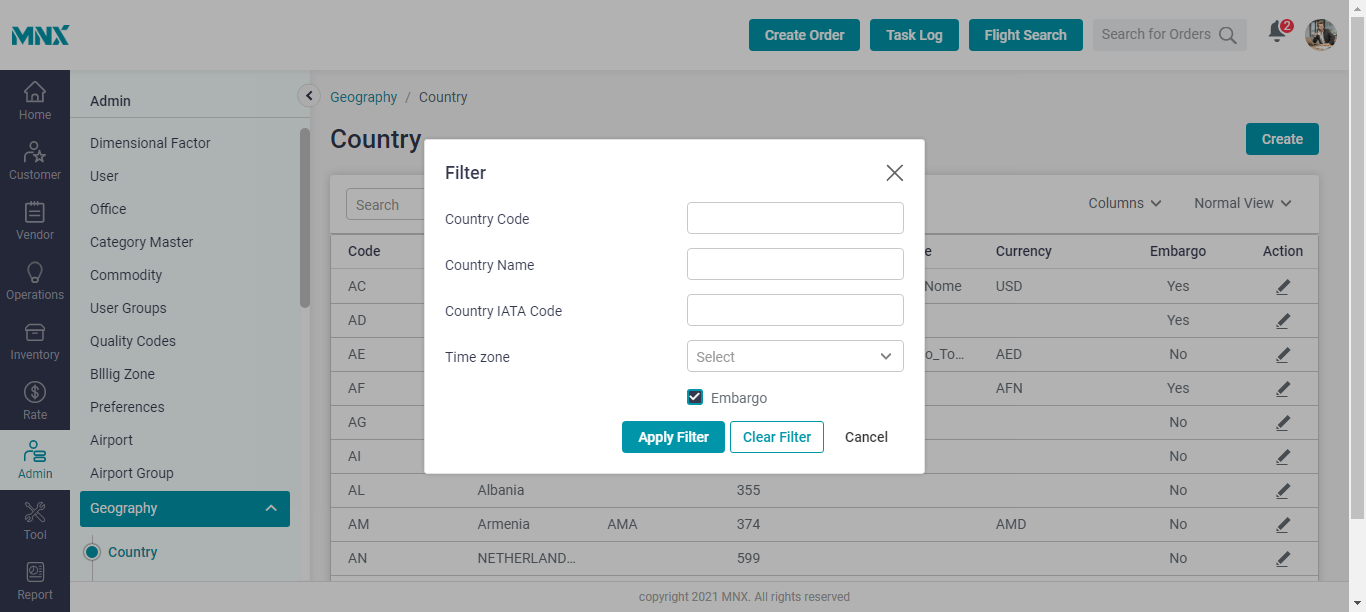 MNX
Create Order
Task Log
Flight Search
Search for Orders
2
Home
Customer
Vendor
Operations
Inventory
Rate
Admin
Tool
Report
Admin
Dimensional Factor
User
Office
Category Master
Commodity
User Groups
Quality Codes
Blllig Zone
Preferences
Airport
Airport Group
Geography
Country
Geography / Country
Country
Create
Search
Columns
Normal View
Filter
Country Code
Country Name
Country IATA Code
Time zone
Select
Embargo
Apply Filter
Clear Filter
Cancel
Code e Currency Embargo Action
AC Nome USD Yes
AD Yes
AE o_To... AED No
AF AFN Yes
AG No
AI No
AL Albania 355 No
AM Armenia AMA 374 AMD No
AN NETHERLAND... 599 No
copyright 2021 MNX. All rights reserved